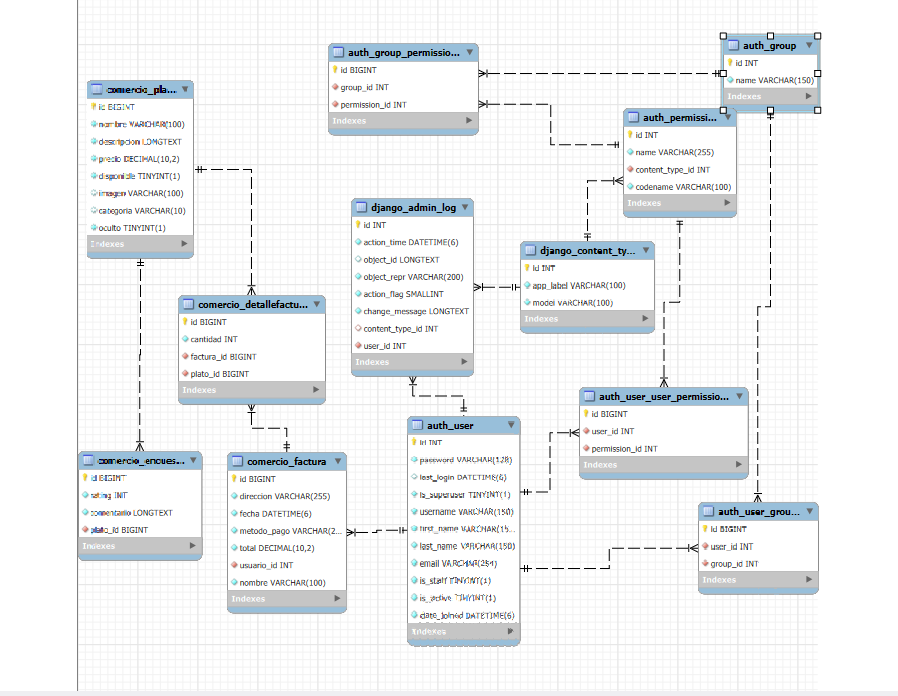 auth_group_permissio...
id BIGINT
group_id INT
permission_id INT
Indexes
auth_group
id INT
name VARCHAR(150)
Indexes
comercio_pla...
id BIGINT
nombre VARCHAR(100)
descripcion LONGTEXT
precio DECIMAL(10,2)
disponible TINYINT(1)
imagen VARCHAR(100)
categoria VARCHAR(10)
oculto TINYINT(1)
Indexes
auth_permissi...
id INT
name VARCHAR(255)
content_type_id INT
codename VARCHAR(100)
Indexes
django_admin_log
id INT
action_time DATETIME(6)
object_id LONGTEXT
object_repr VARCHAR(200)
action_flag SMALLINT
change_message LONGTEXT
content_type_id INT
user_id INT
Indexes
django_content_ty...
id INT
app_label VARCHAR(100)
model VARCHAR(100)
Indexes
comercio_detallefactu...
id BIGINT
cantidad INT
factura_id BIGINT
plato_id BIGINT
Indexes
auth_user_user_permissio...
id BIGINT
user_id INT
permission_id INT
Indexes
auth_user
id INT
password VARCHAR(128)
last_login DATETIME(6)
is_superuser TINYINT(1)
username VARCHAR(150)
first_name VARCHAR(15...
last_name VARCHAR(150)
email VARCHAR(254)
is_staff TINYINT(1)
is_active TINYINT(1)
date_joined DATETIME(6)
Indexes
comercio_encues...
id BIGINT
rating INT
comentario LONGTEXT
plato_id BIGINT
Indexes
comercio_factura
id BIGINT
direccion VARCHAR(255)
fecha DATETIME(6)
metodo_pago VARCHAR(2...
total DECIMAL(10,2)
usuario_id INT
nombre VARCHAR(100)
Indexes
auth_user_grou...
id BIGINT
user_id INT
group_id INT
Indexes